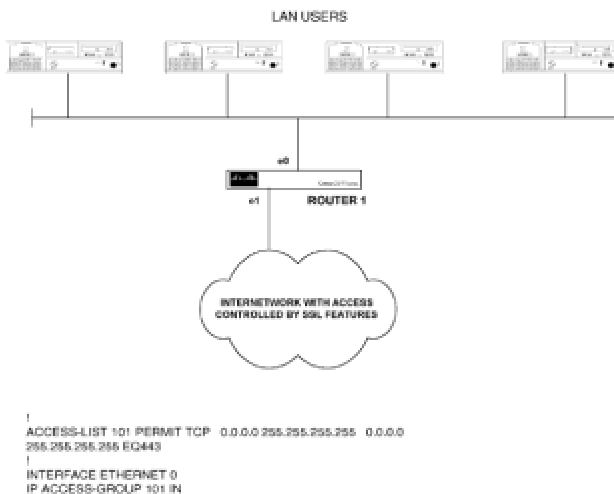 LAN USERS
e0
e1
ROUTER 1
INTERNETWORK WITH ACCESS
CONTROLLED BY SSL FEATURES
!
ACCESS-LIST 101 PERMIT TCP 0.0.0.0 255.255.255.255 0.0.0.0
255.255.255.255 EQ443
!
INTERFACE ETHERNET 0
IP ACCESS-GROUP 101 IN